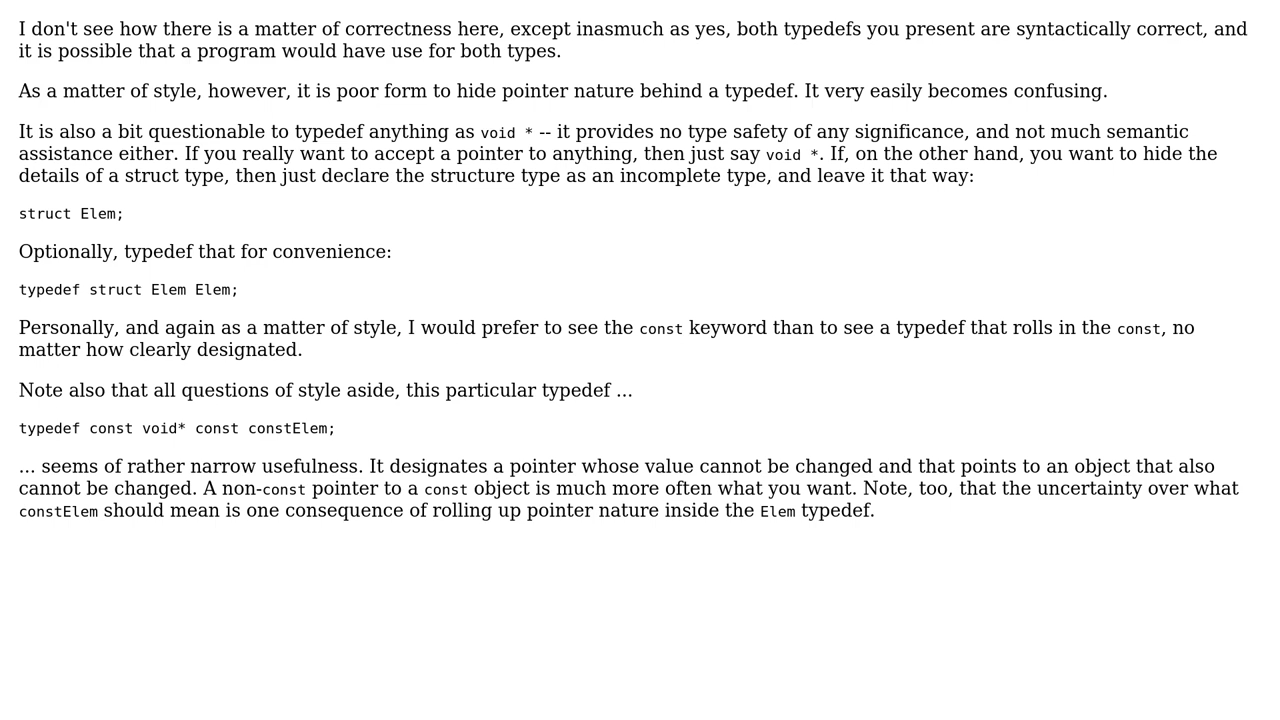 I don't see how there is a matter of correctness here, except inasmuch as yes, both typedefs you present are syntactically correct, and
it is possible that a program would have use for both types.
As a matter of style, however, it is poor form to hide pointer nature behind a typedef. It very easily becomes confusing.
It is also a bit questionable to typedef anything as void * -- it provides no type safety of any significance, and not much semantic
assistance either. If you really want to accept a pointer to anything, then just say void *. If, on the other hand, you want to hide the
details of a struct type, then just declare the structure type as an incomplete type, and leave it that way:
struct Elem;
Optionally, typedef that for convenience:
typedef struct Elem Elem;
Personally, and again as a matter of style, I would prefer to see the const keyword than to see a typedef that rolls in the const, no
matter how clearly designated.
Note also that all questions of style aside, this particular typedef ...
typedef const void* const constElem;
... seems of rather narrow usefulness. It designates a pointer whose value cannot be changed and that points to an object that also
cannot be changed. A non-const pointer to a const object is much more often what you want. Note, too, that the uncertainty over what
constElem should mean is one consequence of rolling up pointer nature inside the Elem typedef.